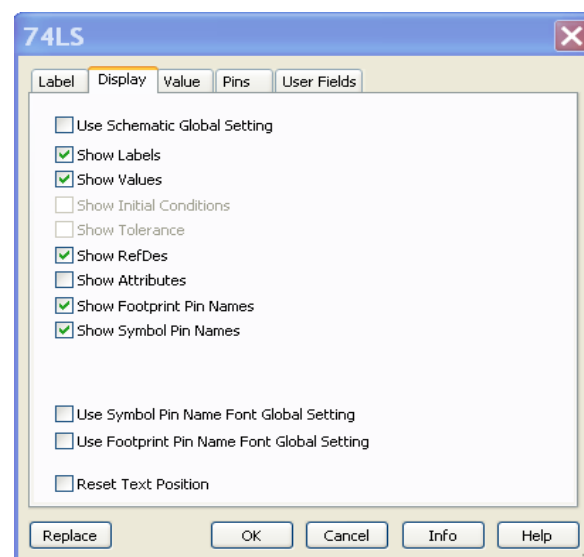 74LS
Label Display Value Pins User Fields
Use Schematic Global Setting
Show Labels
Show Values
Show Initial Conditions
Show Tolerance
Show RefDes
Show Attributes
Show Footprint Pin Names
Show Symbol Pin Names
Use Symbol Pin Name Font Global Setting
Use Footprint Pin Name Font Global Setting
Reset Text Position
Replace OK Cancel Info Help